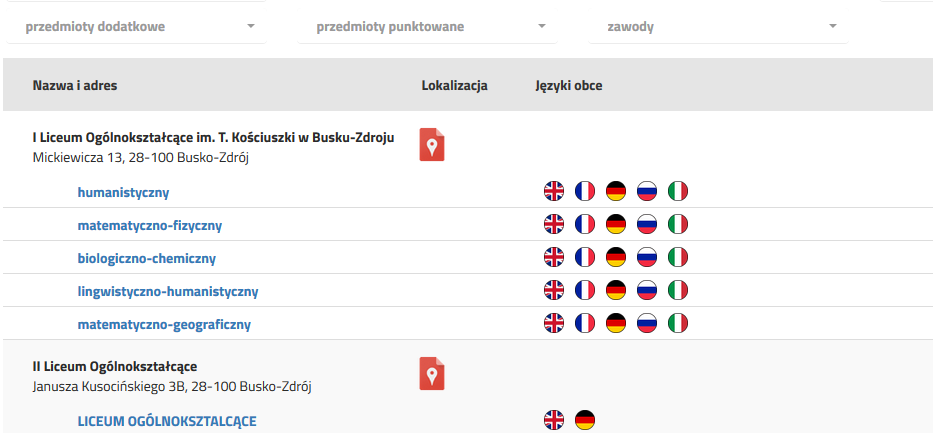 przedmioty dodatkowe przedmioty punktowane zawody
Nazwa i adres Lokalizacja Języki obce
I Liceum Ogólnokształcące im. T. Kościuszki w Busku-Zdroju
Mickiewicza 13, 28-100 Busko-Zdrój
humanistyczny
matematyczno-fizyczny
biologiczno-chemiczny
lingwistyczno-humanistyczny
matematyczno-geograficzny
II Liceum Ogólnokształcące
Janusza Kusocińskiego 3B, 28-100 Busko-Zdrój
LICEUM OGÓLNOKSZTALCĄCE